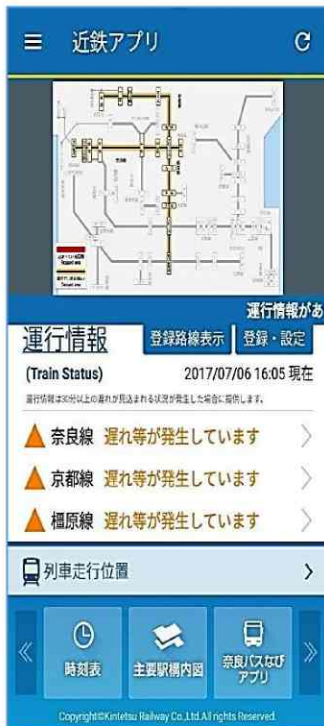 近鉄アプリ
運行情報があ
運行情報
登録路線表示
登録・設定
(Train Status)
2017/07/06 16:05 現在
運行情報は30分以上の遅れが見込まれる状況が発生した場合に提供します。
奈良線 遅れ等が発生しています
京都線 遅れ等が発生しています
橿原線 遅れ等が発生しています
列車走行位置
時刻表
主要駅構内図
奈良バスなび
アプリ
Copyright©Kintetsu Railway Co.,Ltd.All rights Reserved.